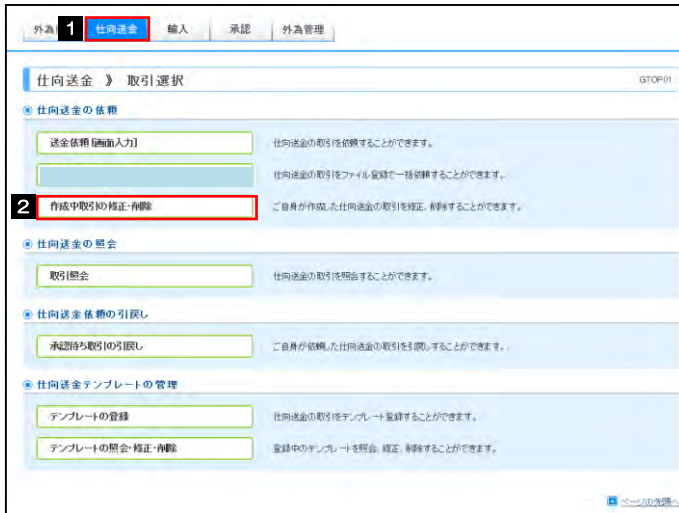 外為
1
仕向送金
輸入
承認
外為管理
仕向送金 》 取引選択
GTOP01
仕向送金の依頼
送金依頼[画面入力]
仕向送金の取引を依頼することができます。
仕向送金の取引をファイル登録で一括依頼することができます。
2
作成中取引の修正・削除
ご自身が作成した仕向送金の取引を修正、削除することができます。
仕向送金の照会
取引照会
仕向送金の取引を照会することができます。
仕向送金依頼の引戻し
承認待ち取引の引戻し
ご自身が依頼した仕向送金の取引を引戻しすることができます。
仕向送金テンプレートの管理
テンプレートの登録
仕向送金の取引をテンプレート登録することができます。
テンプレートの照会・修正・削除
登録中のテンプレートを照会、修正、削除することができます。
ページの先頭へ